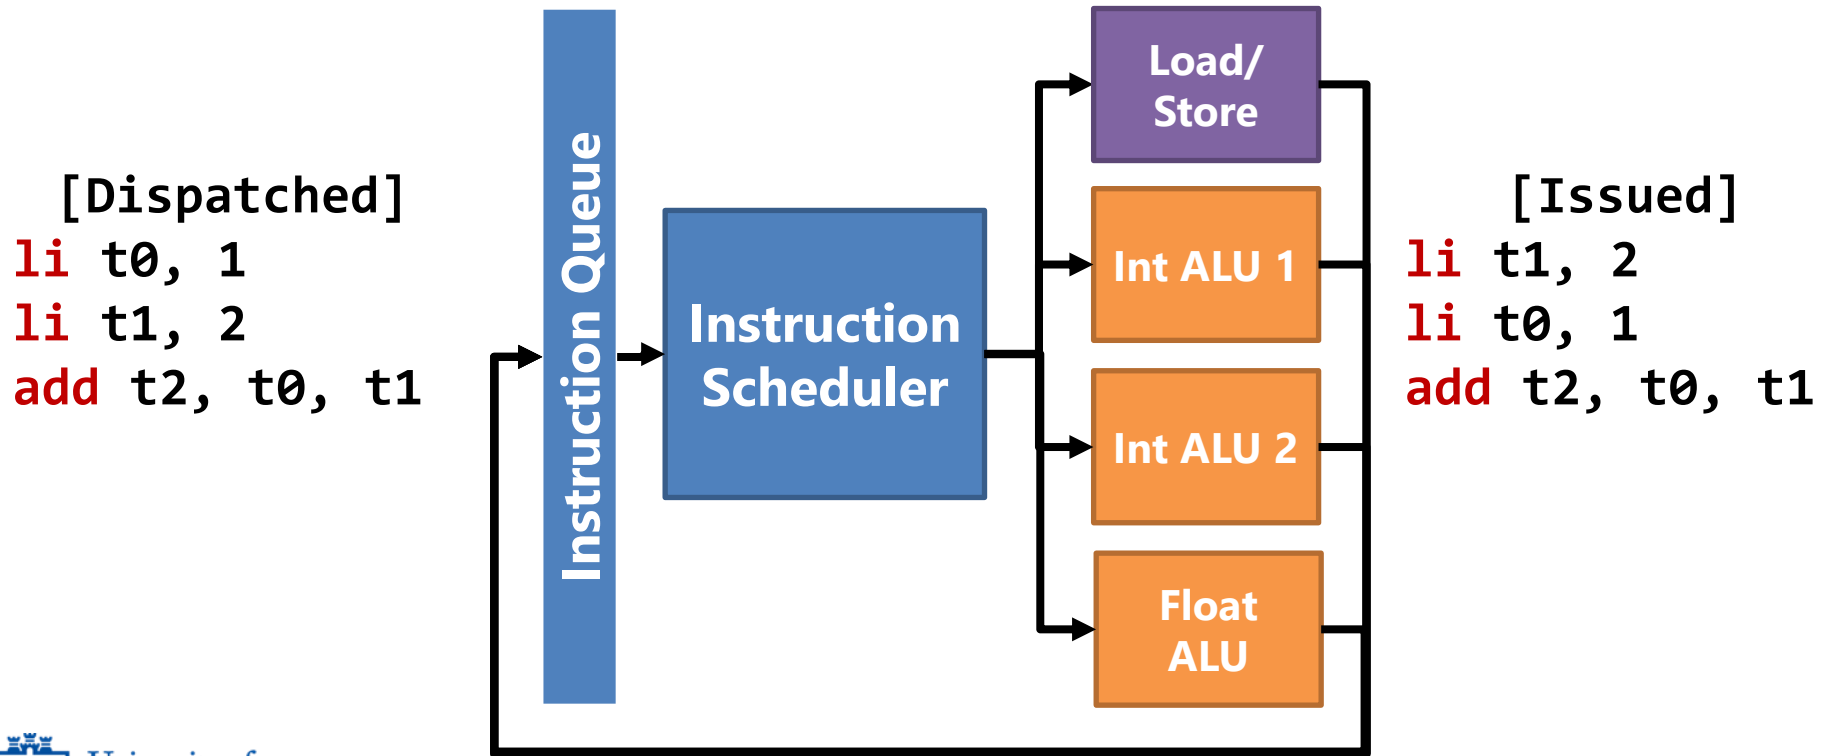 [Dispatched]
li t0, 1
li t1, 2
add t2, t0, t1
Instruction Queue
Instruction
Scheduler
Load/
Store
Int ALU 1
Int ALU 2
Float
ALU
[Issued]
li t1, 2
li t0, 1
add t2, t0, t1